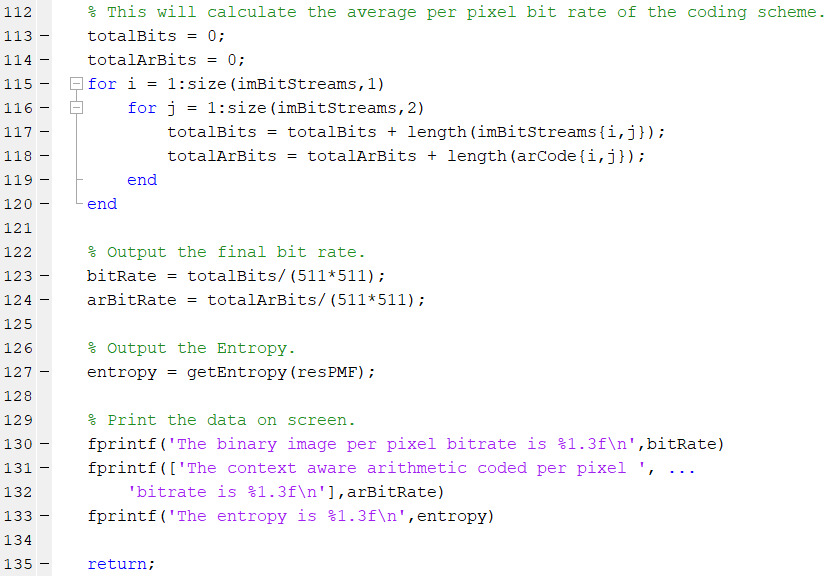 112 % This will calculate the average per pixel bit rate of the coding scheme.
113 – totalBits = 0;
114 – totalArBits = 0;
115 – for i = 1:size(imBitStreams,1)
116 – for j = 1:size(imBitStreams,2)
117 – totalBits = totalBits + length(imBitStreams{i,j});
118 – totalArBits = totalArBits + length(arCode{i,j});
119 – end
120 – end
121
122 % Output the final bit rate.
123 – bitRate = totalBits/(511*511);
124 – arBitRate = totalArBits/(511*511);
125
126 % Output the Entropy.
127 – entropy = getEntropy(resPMF);
128
129 % Print the data on screen.
130 – fprintf('The binary image per pixel bitrate is %1.3f\n',bitRate)
131 – fprintf(['The context aware arithmetic coded per pixel ', ...
132 'bitrate is %1.3f\n'],arBitRate)
133 – fprintf('The entropy is %1.3f\n',entropy)
134
135 – return;